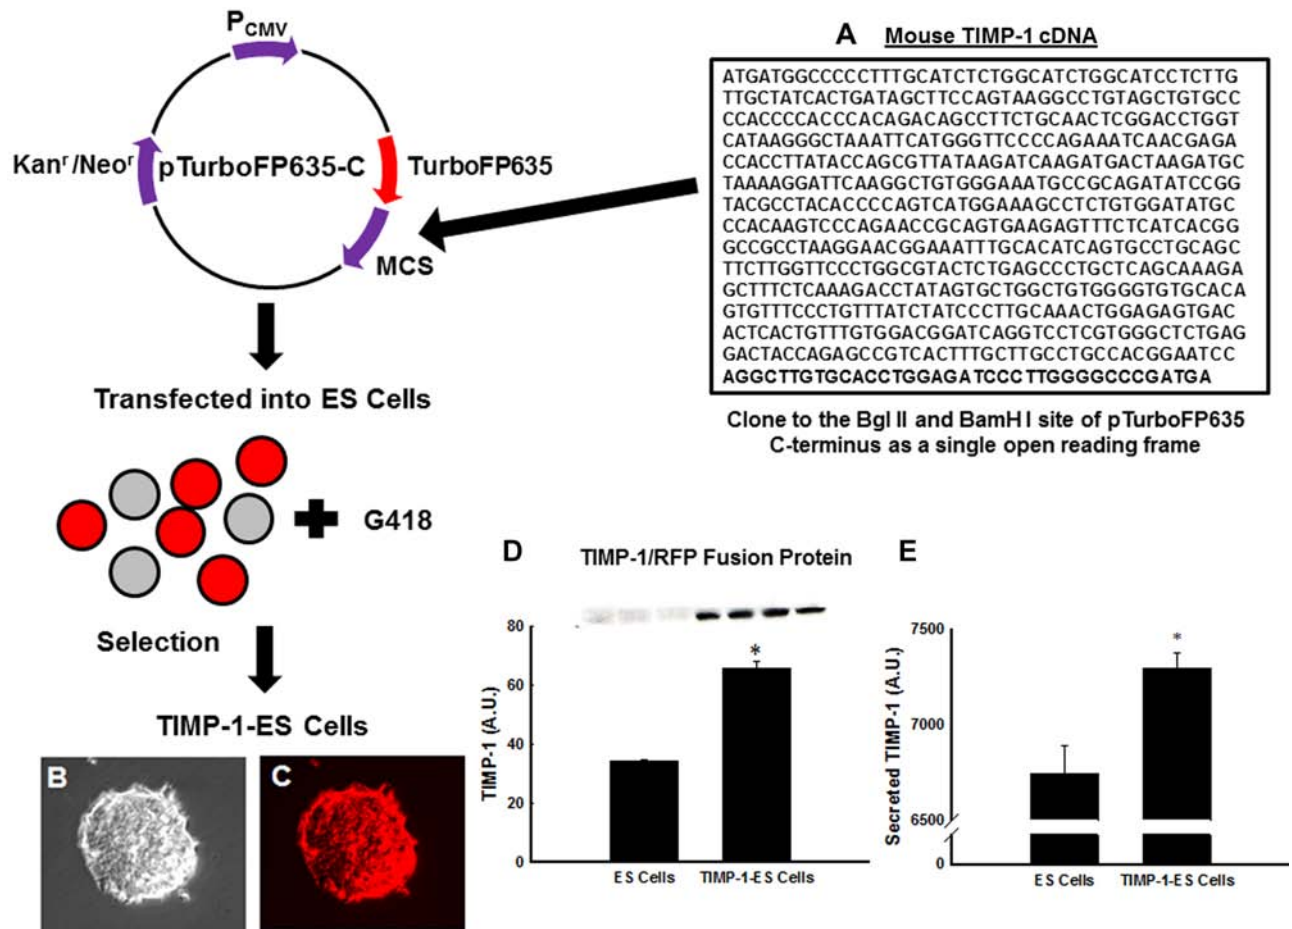 P_CMV
Kan^r/Neo^r
pTurboFP635-C
TurboFP635
MCS
A Mouse TIMP-1 cDNA
ATGATGGCCCCCTTTGCATCTCTGGCATCTGGCATCCTCTTG
TTGCTATCACTGATAGCTTCCAGTAAGGCCTGTAGCTGTGCC
CCACCCCACCCACAGACAGCCTTCTGCAACTCGGACCTGGT
CATAAGGGCTAAATTCATGGGTTCCCCAGAAATCAACGAGA
CCACCTTATACCAGCGTTATAAGATCAAGATGACTAAGATGC
TAAAAGGATTCAAGGCTGTGGGAAATGCCGCAGATATCCGG
TACGCCTACACCCCAGTCATGGAAAGCCTCTGTGGATATGC
CCACAAGTCCCAGAACCGCAGTGAAGAGTTTCTCATCACGG
GCCGCCTAAGGAACGGAAATTTGCACATCAGTGCCTGCAGC
TTCTTGGTTCCCTGGCGTACTCTGAGCCCTGCTCAGCAAAGA
GCTTTCTCAAAGACCTATAGTGCTGGCTGTGGGGTGTGCACA
GTGTTTCCCTGTTTATCTATCCCTTGCAAACTGGAGAGTGAC
ACTCACTGTTTGTGGACGGATCAGGTCCTCGTGGGCTCTGAG
GACTACCAGAGCCGTCACTTTGCTTGCCTGCCACGGAATCC
AGGCTTGTGCACCTGGAGATCCCTTGGGGCCCGATGA
Clone to the Bgl II and BamH I site of pTurboFP635
C-terminus as a single open reading frame
Transfected into ES Cells
G418
Selection
TIMP-1-ES Cells
B
C
D
TIMP-1/RFP Fusion Protein
80
60
40
20
0
TIMP-1 (A.U.)
*
ES Cells TIMP-1-ES Cells
E
7500
7000
6500
0
Secreted TIMP-1 (A.U.)
*
ES Cells TIMP-1-ES Cells